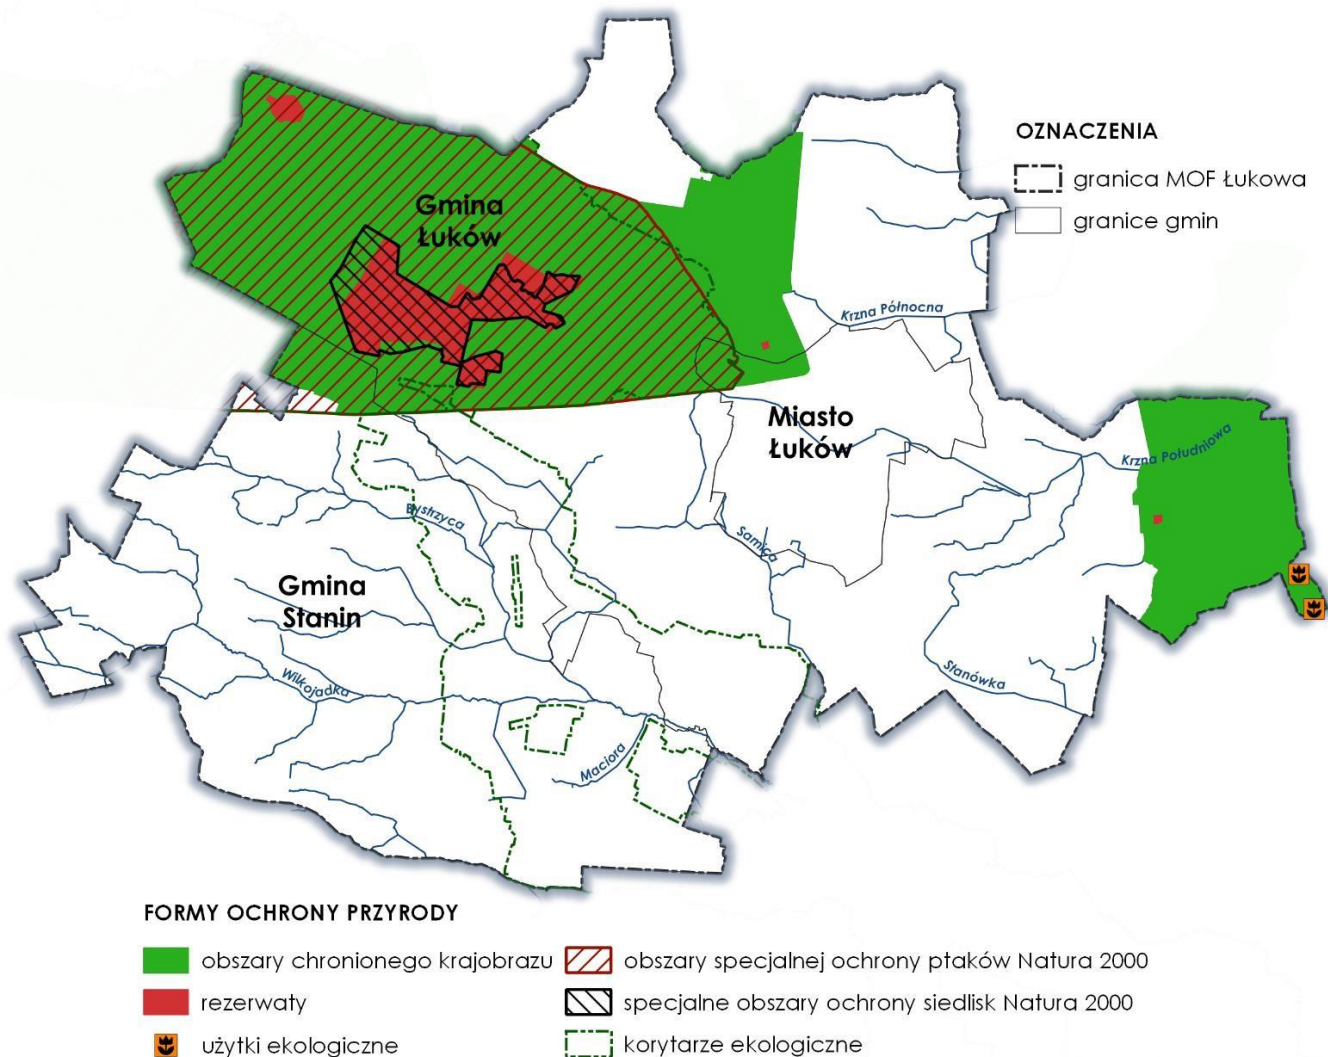 OZNACZENIA
granica MOF Łukowa
granice gmin
Gmina
Łuków
Krzna Północna
Miasto
Łuków
Krzna Południowa
Bystrzyca
Samica
Gmina
Stanin
Stanówka
Wilkojadka
Maciora
FORMY OCHRONY PRZYRODY
obszary chronionego krajobrazu
obszary specjalnej ochrony ptaków Natura 2000
rezerwaty
specjalne obszary ochrony siedlisk Natura 2000
użytki ekologiczne
korytarze ekologiczne